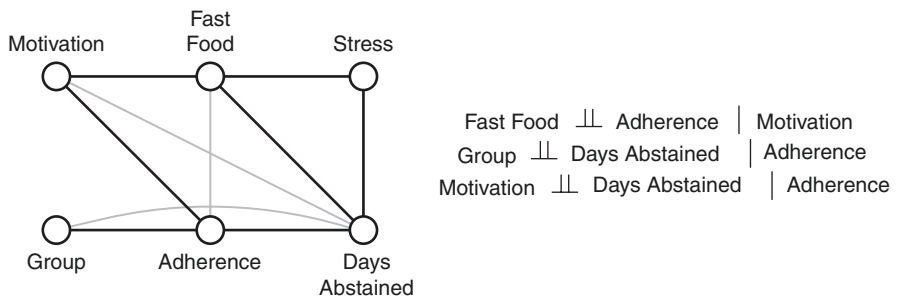 Fast
Motivation Food Stress
Fast Food ⫫ Adherence | Motivation
Group ⫫ Days Abstained | Adherence
Motivation ⫫ Days Abstained | Adherence
Group Adherence Days
Abstained